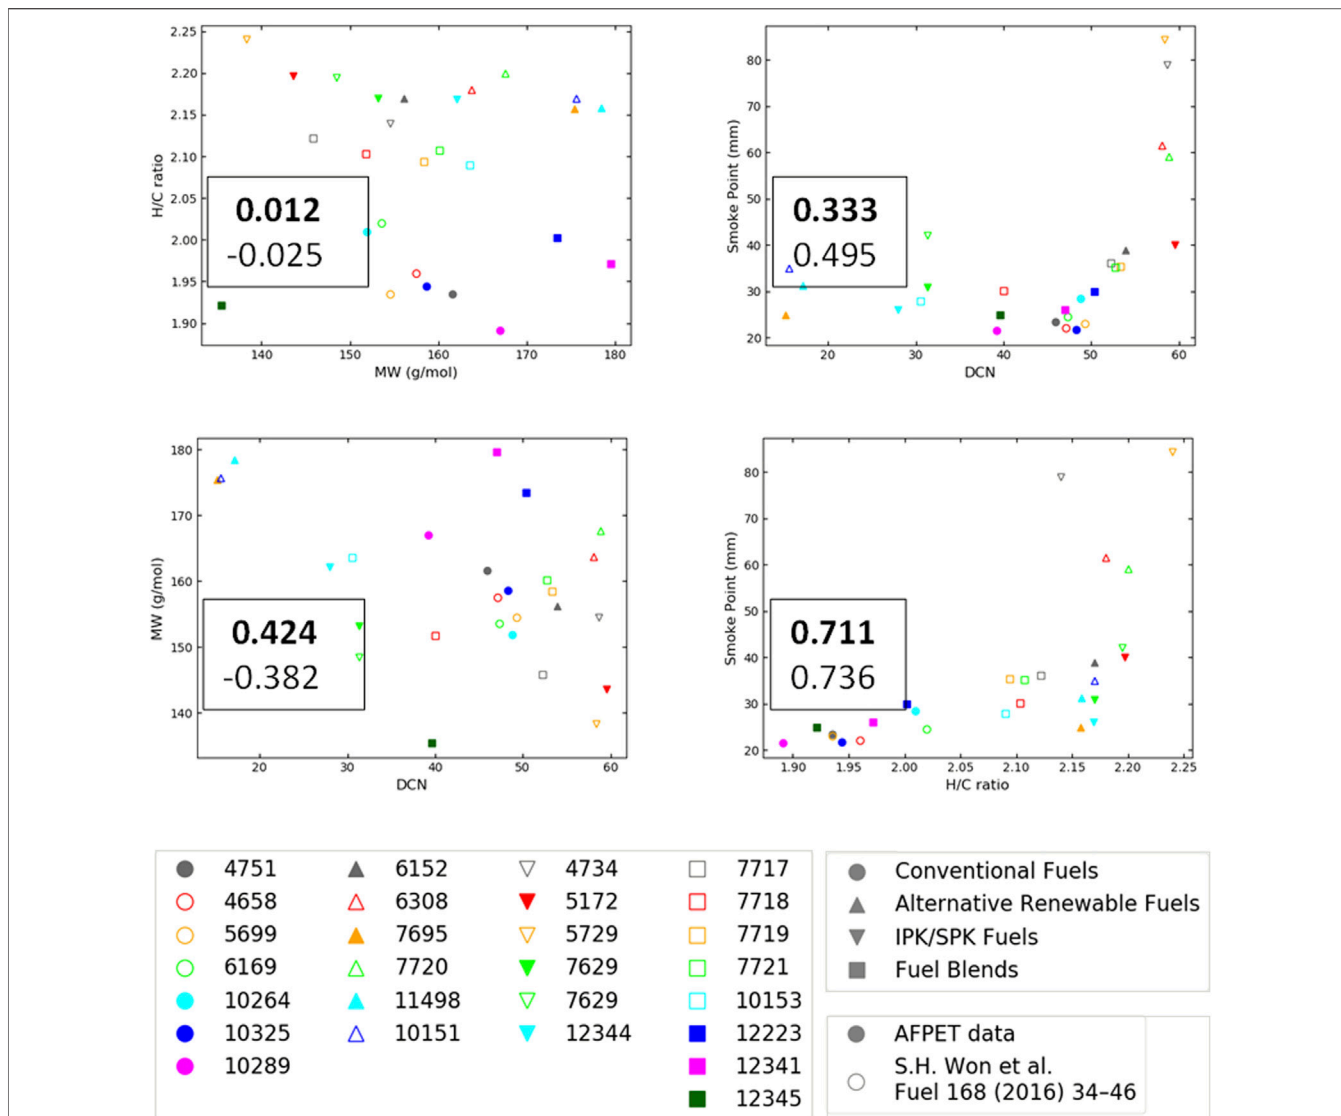 2.25
2.20
2.15
2.10
2.05
2.00
1.95
1.90
H/C ratio
0.012
-0.025
140 150 160 170 180
MW (g/mol)
80
70
60
50
40
30
20
Smoke Point (mm)
0.333
0.495
20 30 40 50 60
DCN
180
170
160
150
140
MW (g/mol)
0.424
-0.382
20 30 40 50 60
DCN
80
70
60
50
40
30
20
Smoke Point (mm)
0.711
0.736
1.90 1.95 2.00 2.05 2.10 2.15 2.20 2.25
H/C ratio
4751 6152 4734 7717
4658 6308 5172 7718
5699 7695 5729 7719
6169 7720 7629 7721
10264 11498 7629 10153
10325 10151 12344 12223
10289 12341
12345
Conventional Fuels
Alternative Renewable Fuels
IPK/SPK Fuels
Fuel Blends
AFPET data
S.H. Won et al.
Fuel 168 (2016) 34–46